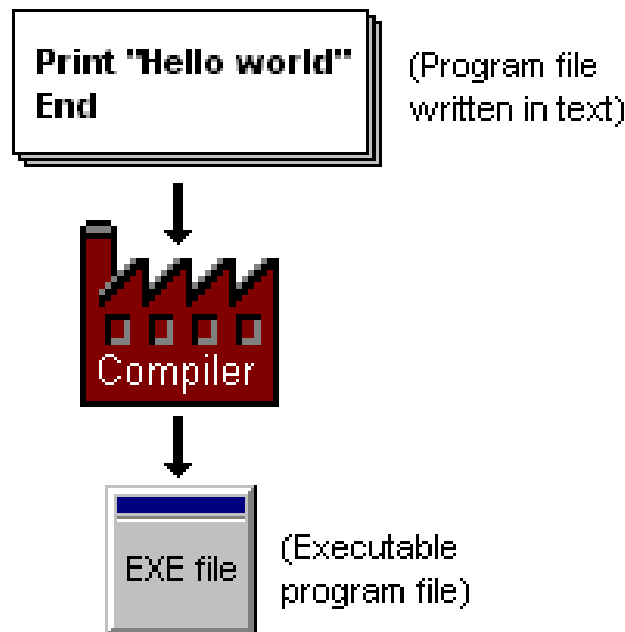 Print "Hello world"
End
(Program file
written in text)
Compiler
EXE file
(Executable
program file)